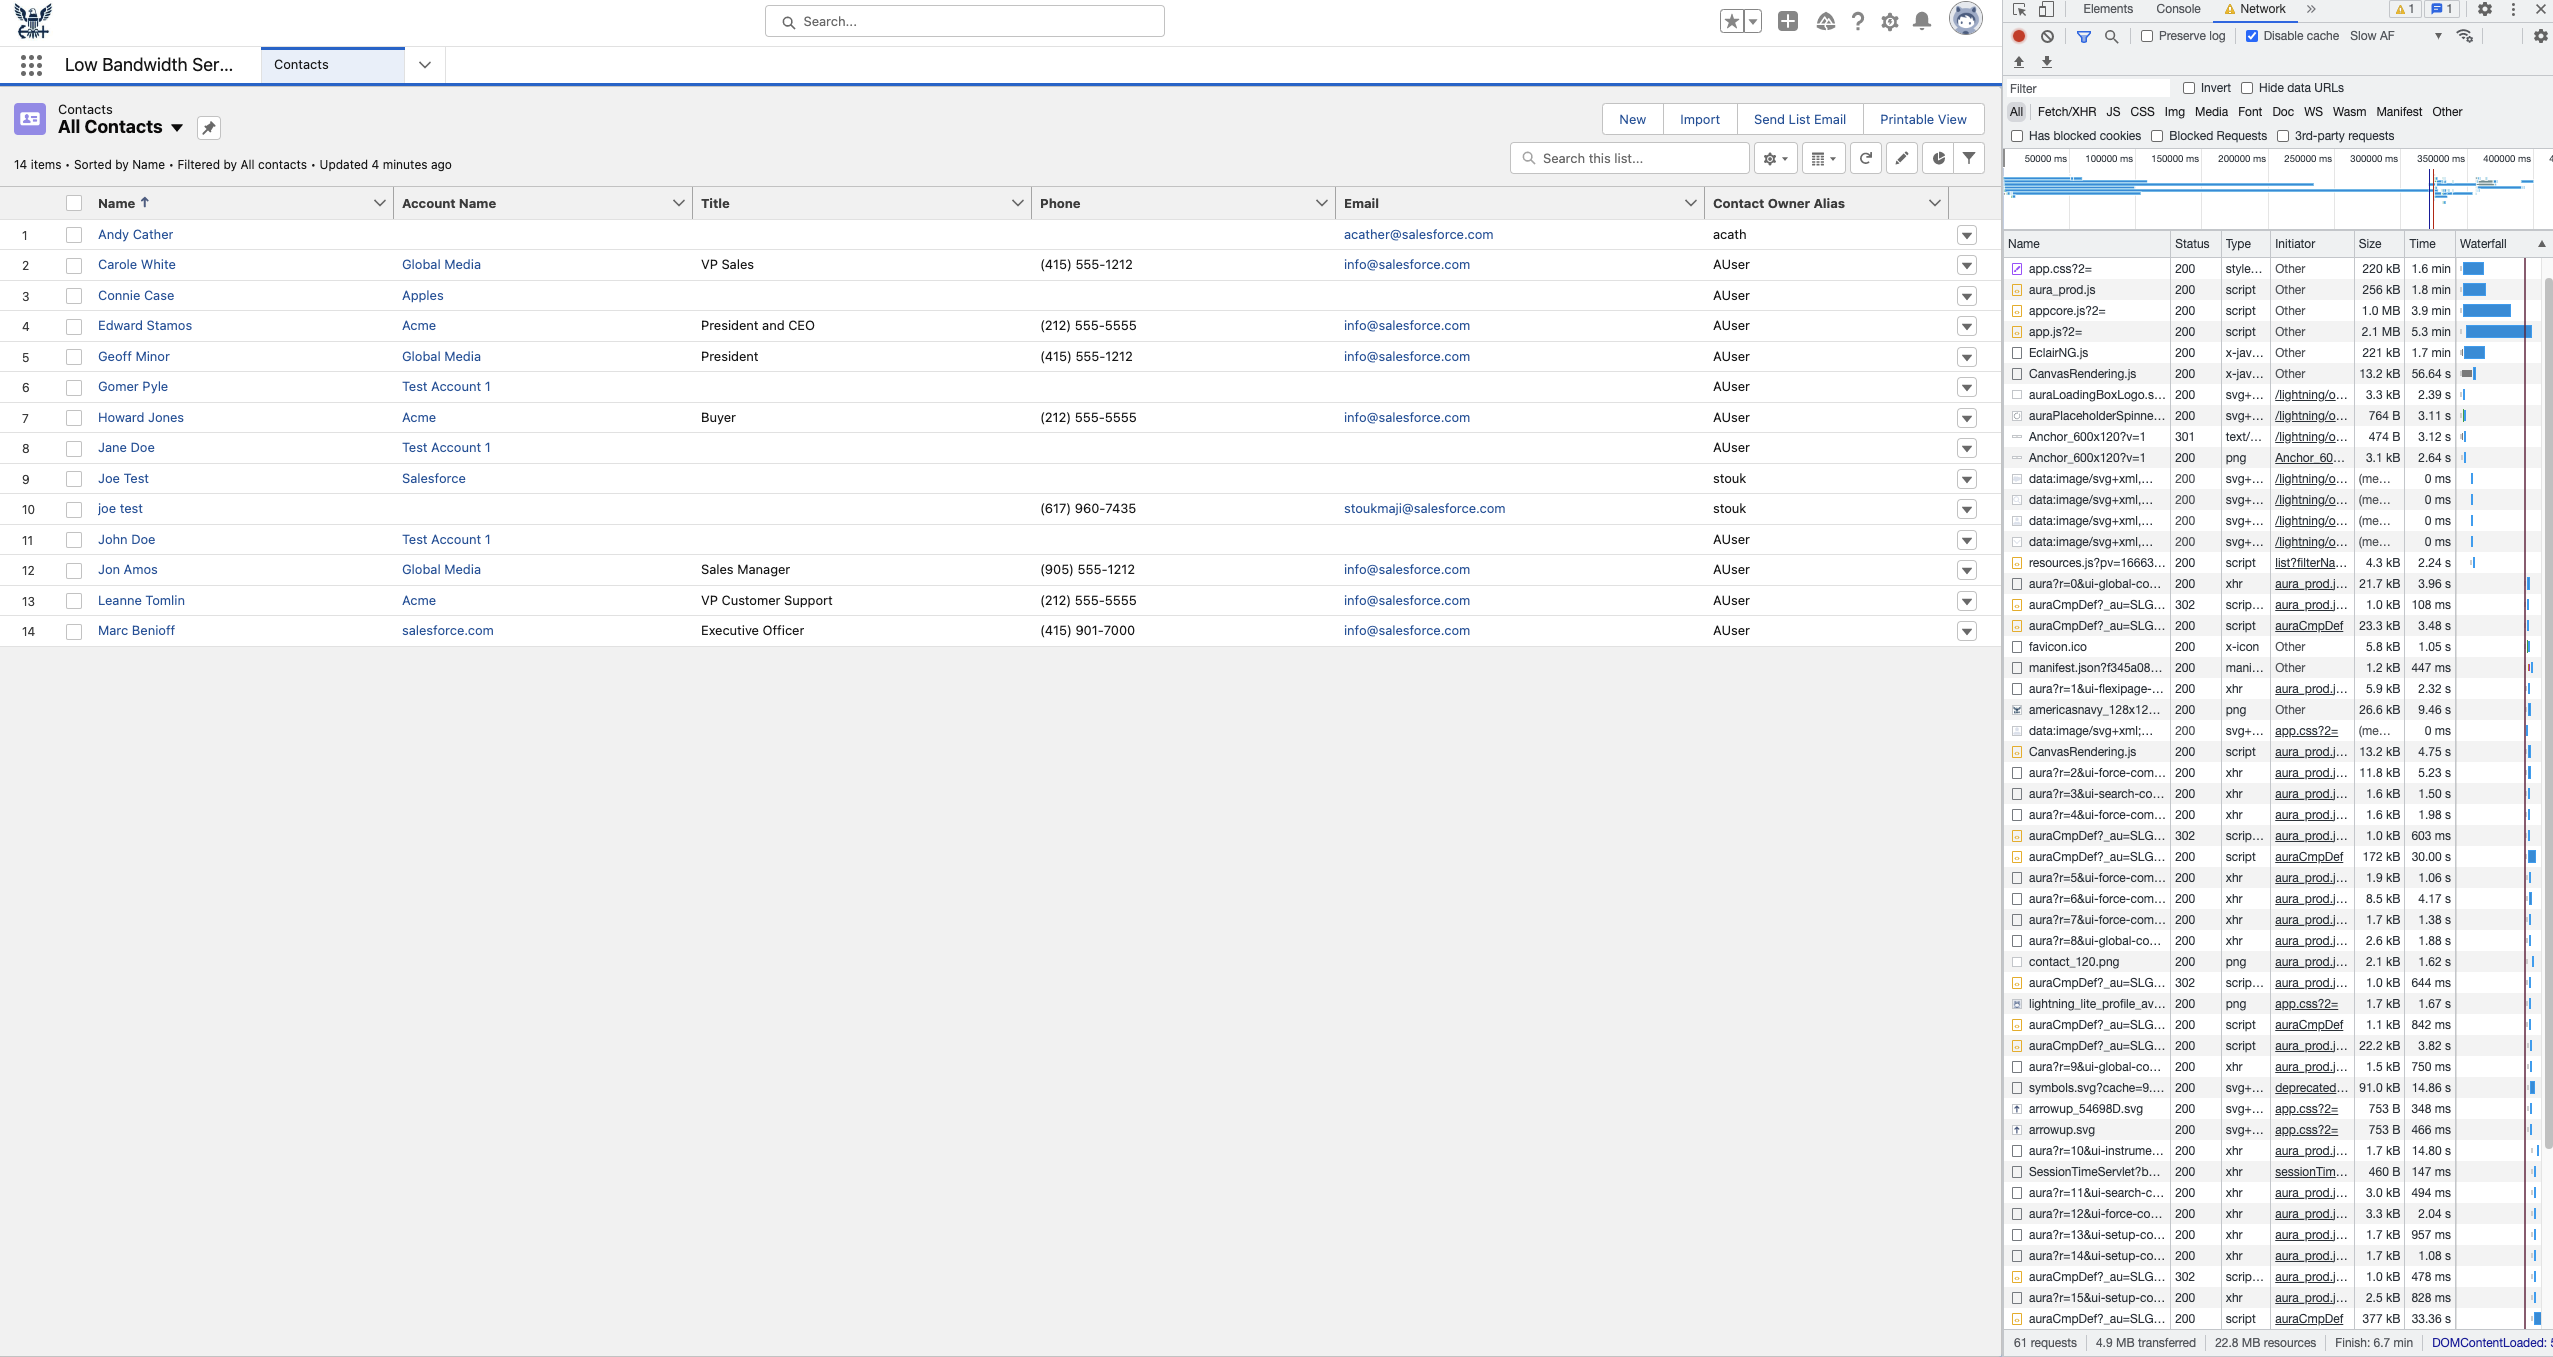 Search...
Low Bandwidth Ser...
Contacts
Contacts
All Contacts
New Import Send List Email Printable View
14 items • Sorted by Name • Filtered by All contacts • Updated 4 minutes ago
Search this list...
Name Account Name Title Phone Email Contact Owner Alias
1 Andy Cather acather@salesforce.com acath
2 Carole White Global Media VP Sales (415) 555-1212 info@salesforce.com AUser
3 Connie Case Apples AUser
4 Edward Stamos Acme President and CEO (212) 555-5555 info@salesforce.com AUser
5 Geoff Minor Global Media President (415) 555-1212 info@salesforce.com AUser
6 Gomer Pyle Test Account 1 AUser
7 Howard Jones Acme Buyer (212) 555-5555 info@salesforce.com AUser
8 Jane Doe Test Account 1 AUser
9 Joe Test Salesforce stouk
10 joe test (617) 960-7435 stoukmaji@salesforce.com stouk
11 John Doe Test Account 1 AUser
12 Jon Amos Global Media Sales Manager (905) 555-1212 info@salesforce.com AUser
13 Leanne Tomlin Acme VP Customer Support (212) 555-5555 info@salesforce.com AUser
14 Marc Benioff salesforce.com Executive Officer (415) 901-7000 info@salesforce.com AUser
Elements Console Network » 1 1
Preserve log Disable cache Slow AF
Filter Invert Hide data URLs
All Fetch/XHR JS CSS Img Media Font Doc WS Wasm Manifest Other
Has blocked cookies Blocked Requests 3rd-party requests
50000 ms 100000 ms 150000 ms 200000 ms 250000 ms 300000 ms 350000 ms 400000 ms
Name Status Type Initiator Size Time Waterfall
app.css?2= 200 style... Other 220 kB 1.6 min
aura_prod.js 200 script Other 256 kB 1.8 min
appcore.js?2= 200 script Other 1.0 MB 3.9 min
app.js?2= 200 script Other 2.1 MB 5.3 min
EclairNG.js 200 x-jav... Other 221 kB 1.7 min
CanvasRendering.js 200 x-jav... Other 13.2 kB 56.64 s
auraLoadingBoxLogo.s... 200 svg+... /lightning/o... 3.3 kB 2.39 s
auraPlaceholderSpinne... 200 svg+... /lightning/o... 764 B 3.11 s
Anchor_600x120?v=1 301 text/... /lightning/o... 474 B 3.12 s
Anchor_600x120?v=1 200 png Anchor_60... 3.1 kB 2.64 s
data:image/svg+xml,... 200 svg+... /lightning/o... (me... 0 ms
data:image/svg+xml,... 200 svg+... /lightning/o... (me... 0 ms
data:image/svg+xml,... 200 svg+... /lightning/o... (me... 0 ms
data:image/svg+xml,... 200 svg+... /lightning/o... (me... 0 ms
resources.js?pv=16663... 200 script list?filterNa... 4.3 kB 2.24 s
aura?r=0&ui-global-co... 200 xhr aura_prod.j... 21.7 kB 3.96 s
auraCmpDef?_au=SLG... 302 scrip... aura_prod.j... 1.0 kB 108 ms
auraCmpDef?_au=SLG... 200 script auraCmpDef 23.3 kB 3.48 s
favicon.ico 200 x-icon Other 5.8 kB 1.05 s
manifest.json?f345a08... 200 mani... Other 1.2 kB 447 ms
aura?r=1&ui-flexipage-... 200 xhr aura_prod.j... 5.9 kB 2.32 s
americasnavy_128x12... 200 png Other 26.6 kB 9.46 s
data:image/svg+xml;... 200 svg+... app.css?2= (me... 0 ms
CanvasRendering.js 200 script aura_prod.j... 13.2 kB 4.75 s
aura?r=2&ui-force-com... 200 xhr aura_prod.j... 11.8 kB 5.23 s
aura?r=3&ui-search-co... 200 xhr aura_prod.j... 1.6 kB 1.50 s
aura?r=4&ui-force-com... 200 xhr aura_prod.j... 1.6 kB 1.98 s
auraCmpDef?_au=SLG... 302 scrip... aura_prod.j... 1.0 kB 603 ms
auraCmpDef?_au=SLG... 200 script auraCmpDef 172 kB 30.00 s
aura?r=5&ui-force-com... 200 xhr aura_prod.j... 1.9 kB 1.06 s
aura?r=6&ui-force-com... 200 xhr aura_prod.j... 8.5 kB 4.17 s
aura?r=7&ui-force-com... 200 xhr aura_prod.j... 1.7 kB 1.38 s
aura?r=8&ui-global-co... 200 xhr aura_prod.j... 2.6 kB 1.88 s
contact_120.png 200 png aura_prod.j... 2.1 kB 1.62 s
auraCmpDef?_au=SLG... 302 scrip... aura_prod.j... 1.0 kB 644 ms
lightning_lite_profile_av... 200 png app.css?2= 1.7 kB 1.67 s
auraCmpDef?_au=SLG... 200 script auraCmpDef 1.1 kB 842 ms
auraCmpDef?_au=SLG... 200 script aura_prod.j... 22.2 kB 3.82 s
aura?r=9&ui-global-co... 200 xhr aura_prod.j... 1.5 kB 750 ms
symbols.svg?cache=9.... 200 svg+... deprecated... 91.0 kB 14.86 s
arrowup_54698D.svg 200 svg+... app.css?2= 753 B 348 ms
arrowup.svg 200 svg+... app.css?2= 753 B 466 ms
aura?r=10&ui-instrume... 200 xhr aura_prod.j... 1.7 kB 14.80 s
SessionTimeServlet?b... 200 xhr sessionTim... 460 B 147 ms
aura?r=11&ui-search-c... 200 xhr aura_prod.j... 3.0 kB 494 ms
aura?r=12&ui-force-co... 200 xhr aura_prod.j... 3.3 kB 2.04 s
aura?r=13&ui-setup-co... 200 xhr aura_prod.j... 1.7 kB 957 ms
aura?r=14&ui-setup-co... 200 xhr aura_prod.j... 1.7 kB 1.08 s
auraCmpDef?_au=SLG... 302 scrip... aura_prod.j... 1.0 kB 478 ms
aura?r=15&ui-setup-co... 200 xhr aura_prod.j... 2.5 kB 828 ms
auraCmpDef?_au=SLG... 200 script auraCmpDef 377 kB 33.36 s
61 requests 4.9 MB transferred 22.8 MB resources Finish: 6.7 min DOMContentLoaded: